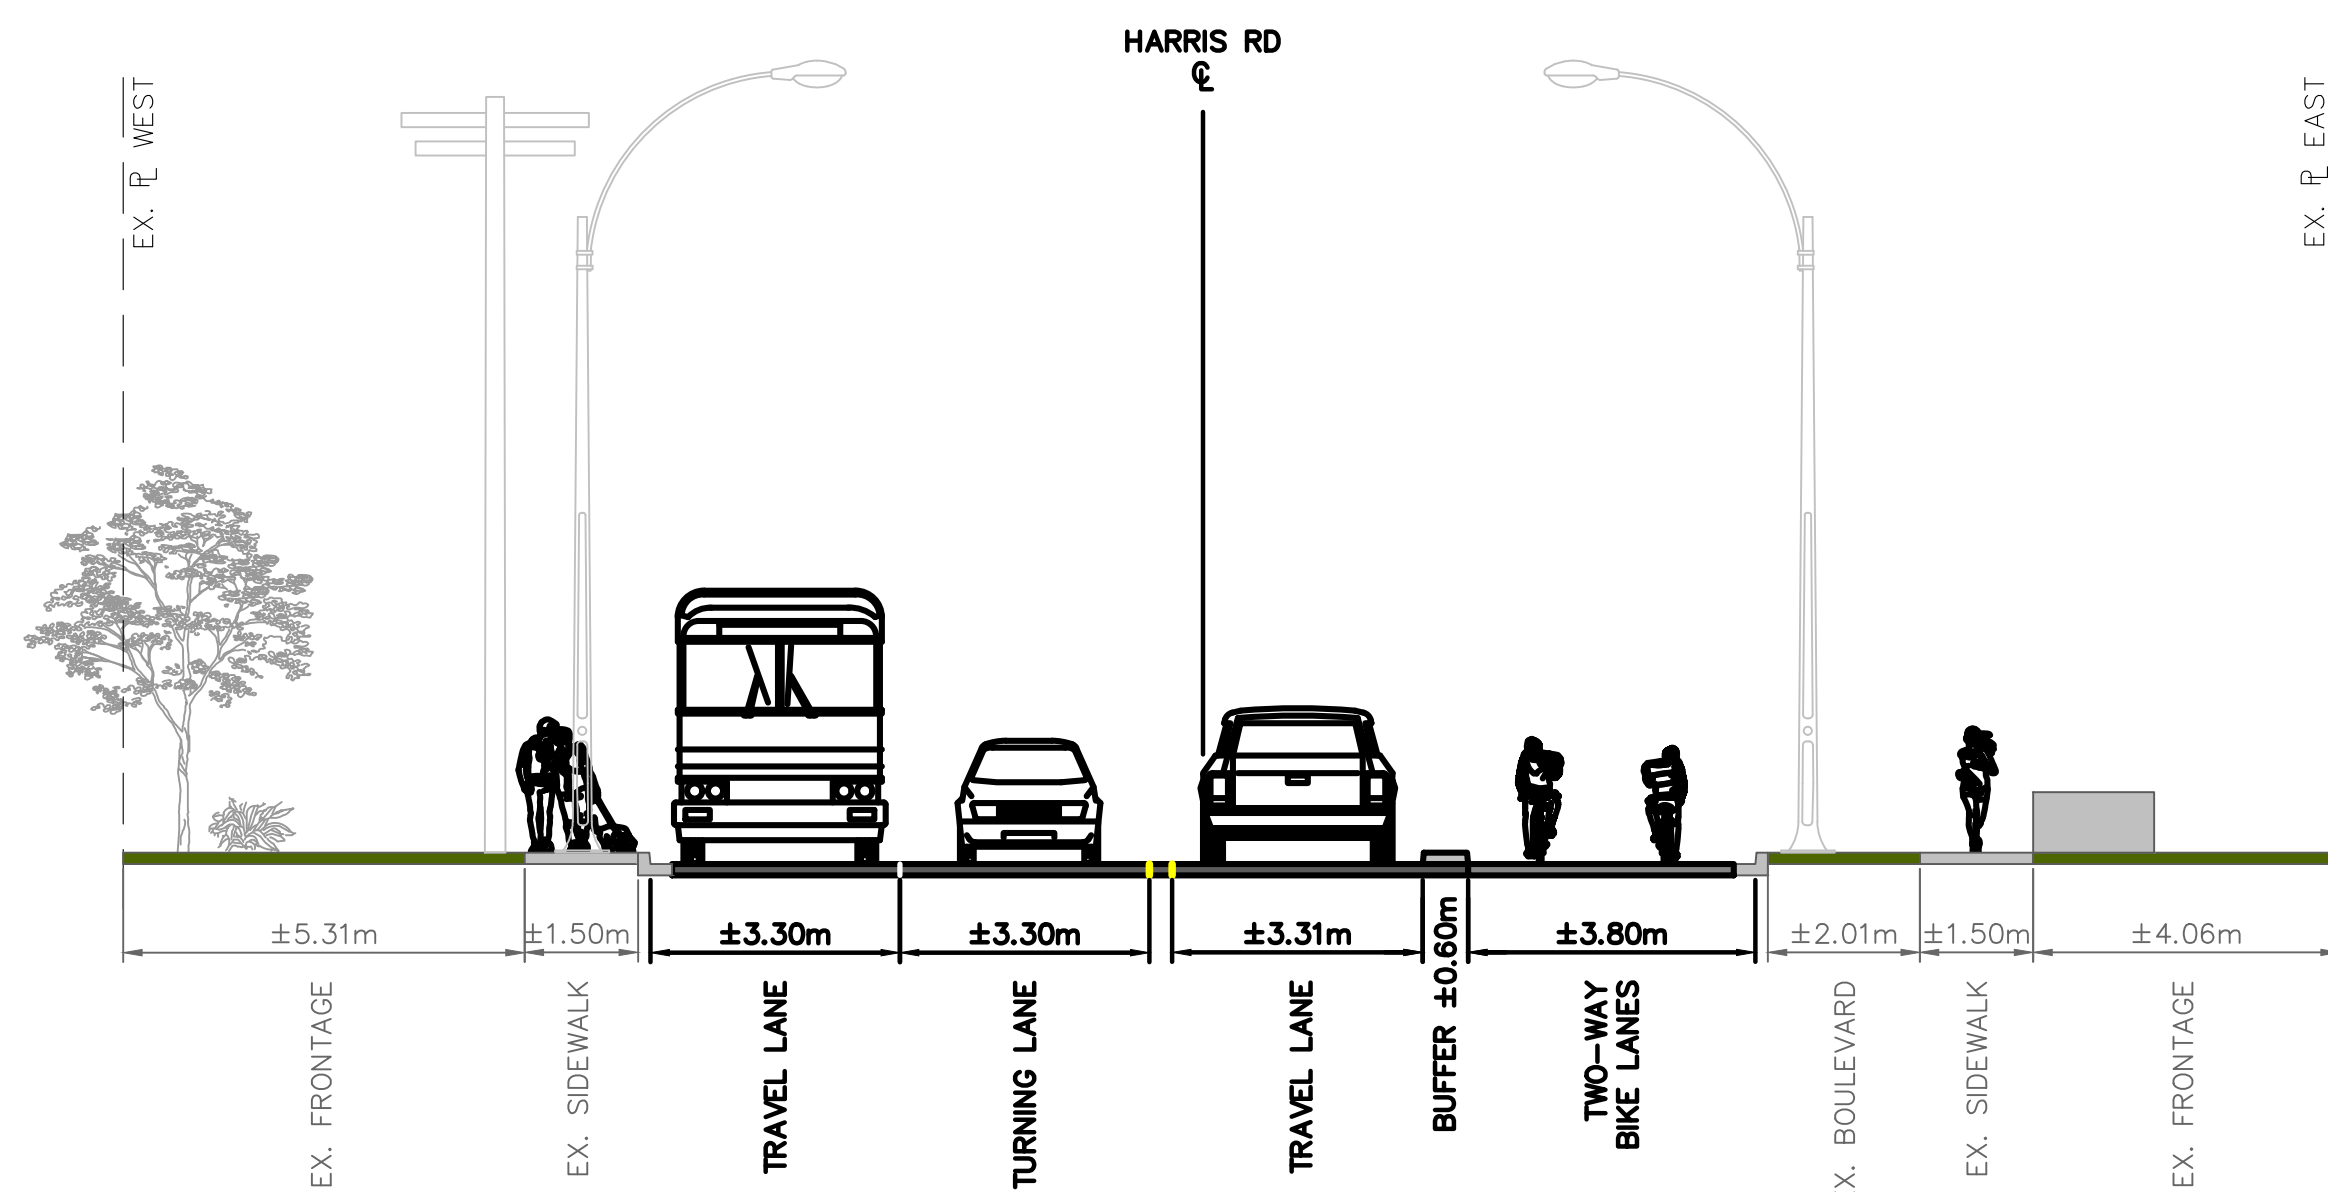 HARRIS RD
℄
EX. ⅊ WEST
EX. ⅊ EAST
±5.31m
±1.50m
±3.30m
±3.30m
±3.31m
±3.80m
±2.01m
±1.50m
±4.06m
EX. FRONTAGE
EX. SIDEWALK
TRAVEL LANE
TURNING LANE
TRAVEL LANE
BUFFER ±0.60m
TWO-WAY
BIKE LANES
X. BOULEVARD
EX. SIDEWALK
EX. FRONTAGE